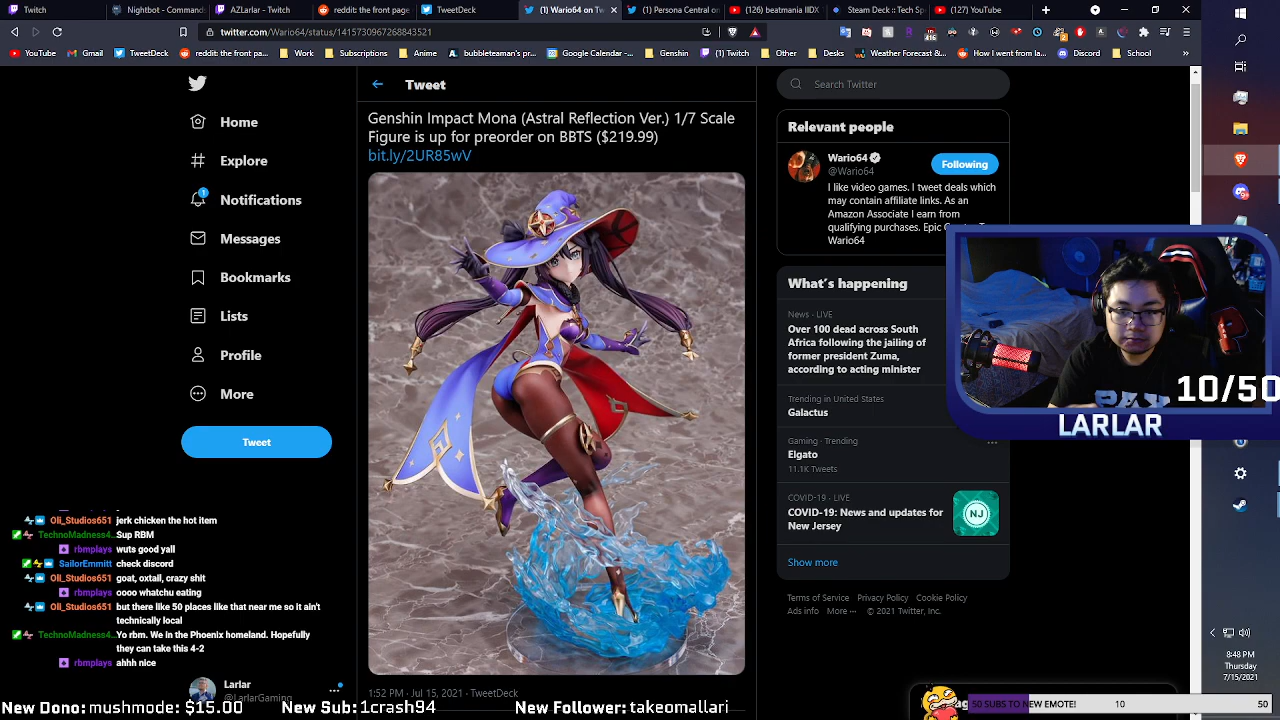 Twitch
Nightbot - Command
AZLarlar - Twitch
reddit: the front page
TweetDeck
(1) Wario64 on Tw
(1) Persona Central on
(126) beatmania IIDX
Steam Deck :: Tech Sp
(127) YouTube
twitter.com/Wario64/status/1415730967268843521
YouTube
Gmail
TweetDeck
reddit: the front pa...
Work
Subscriptions
Anime
bubbleteaman's pr...
Google Calendar - ...
Genshin
(1) Twitch
Other
Desks
Weather Forecast &...
How I went from la...
Discord
School
Home
Explore
Notifications
Messages
Bookmarks
Lists
Profile
More
Tweet
Larlar
@LarlarGaming
Tweet
Genshin Impact Mona (Astral Reflection Ver.) 1/7 Scale
Figure is up for preorder on BBTS ($219.99)
bit.ly/2UR85wV
1:52 PM · Jul 15, 2021 · TweetDeck
Search Twitter
Relevant people
Wario64
@Wario64
Following
I like video games. I tweet deals which
may contain affiliate links. As an
Amazon Associate I earn from
qualifying purchases. Epic
Wario64
What's happening
News · LIVE
Over 100 dead across South
Africa following the jailing of
former president Zuma,
according to acting minister
Trending in United States
Galactus
Gaming · Trending
Elgato
11.1K Tweets
COVID-19 · LIVE
COVID-19: News and updates for
New Jersey
NJ
Show more
Terms of Service Privacy Policy Cookie Policy
Ads info More ··· © 2021 Twitter, Inc.
10/50
LARLAR
Oli_Studios651 jerk chicken the hot item
TechnoMadness4... Sup RBM
rbmplays wuts good yall
SailorEmmitt check discord
Oli_Studios651 goat, oxtail, crazy shit
rbmplays oooo whatchu eating
Oli_Studios651 but there like 50 places like that near me so it ain't
technically local
TechnoMadness4... Yo rbm. We in the Phoenix homeland. Hopefully
they can take this 4-2
rbmplays ahhh nice
New Dono: mushmode: $15.00
New Sub: 1crash94
New Follower: takeomallari
50 SUBS TO NEW EMOTE!
10
50
8:48 PM
Thursday
7/15/2021